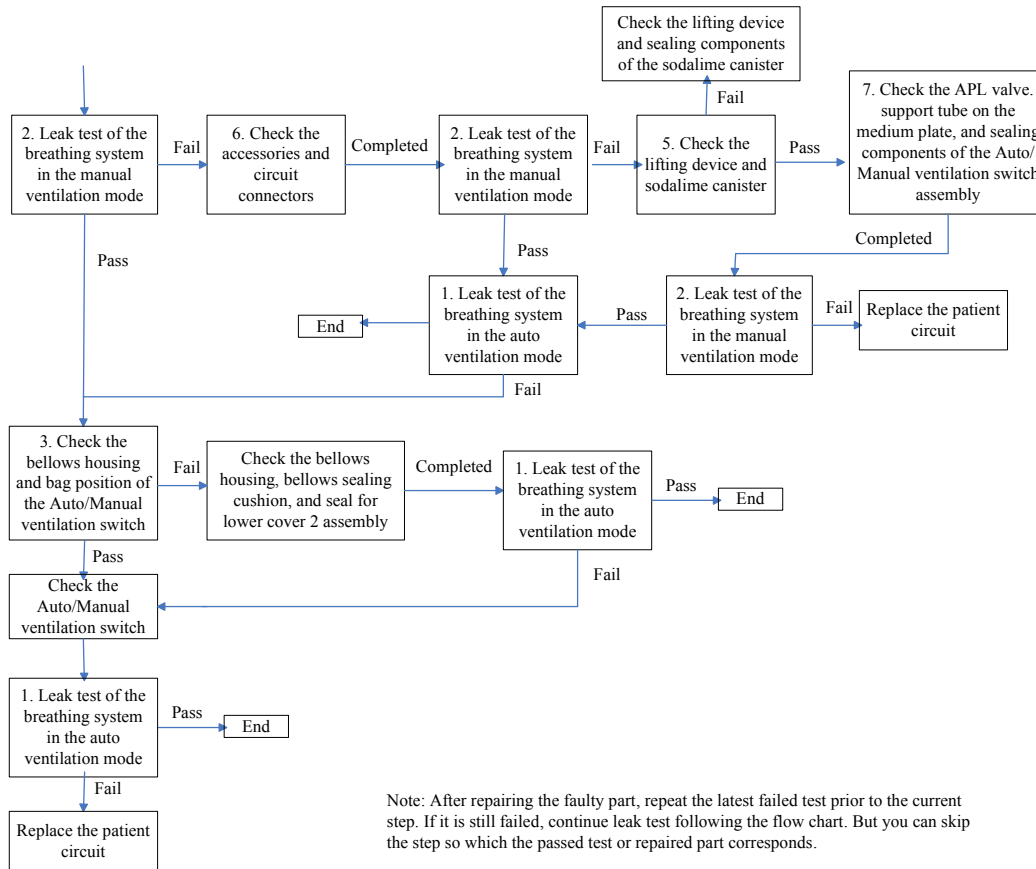 Check the lifting device
and sealing components
of the sodalime canister
Fail
7. Check the APL valve.
support tube on the
medium plate, and sealing
components of the Auto/
Manual ventilation switch
assembly
2. Leak test of the
breathing system
in the manual
ventilation mode
Fail
6. Check the
accessories and
circuit
connectors
Completed
2. Leak test of the
breathing system
in the manual
ventilation mode
Fail
5. Check the
lifting device and
sodalime canister
Pass
Completed
Pass
Pass
1. Leak test of the
breathing system
in the auto
ventilation mode
End
Pass
2. Leak test of the
breathing system
in the manual
ventilation mode
Fail
Replace the patient
circuit
Fail
3. Check the
bellows housing
and bag position of
the Auto/Manual
ventilation switch
Fail
Check the bellows
housing, bellows sealing
cushion, and seal for
lower cover 2 assembly
Completed
1. Leak test of the
breathing system
in the auto
ventilation mode
Pass
End
Pass
Fail
Check the
Auto/Manual
ventilation switch
1. Leak test of the
breathing system
in the auto
ventilation mode
Pass
End
Fail
Replace the patient
circuit
Note: After repairing the faulty part, repeat the latest failed test prior to the current
step. If it is still failed, continue leak test following the flow chart. But you can skip
the step so which the passed test or repaired part corresponds.